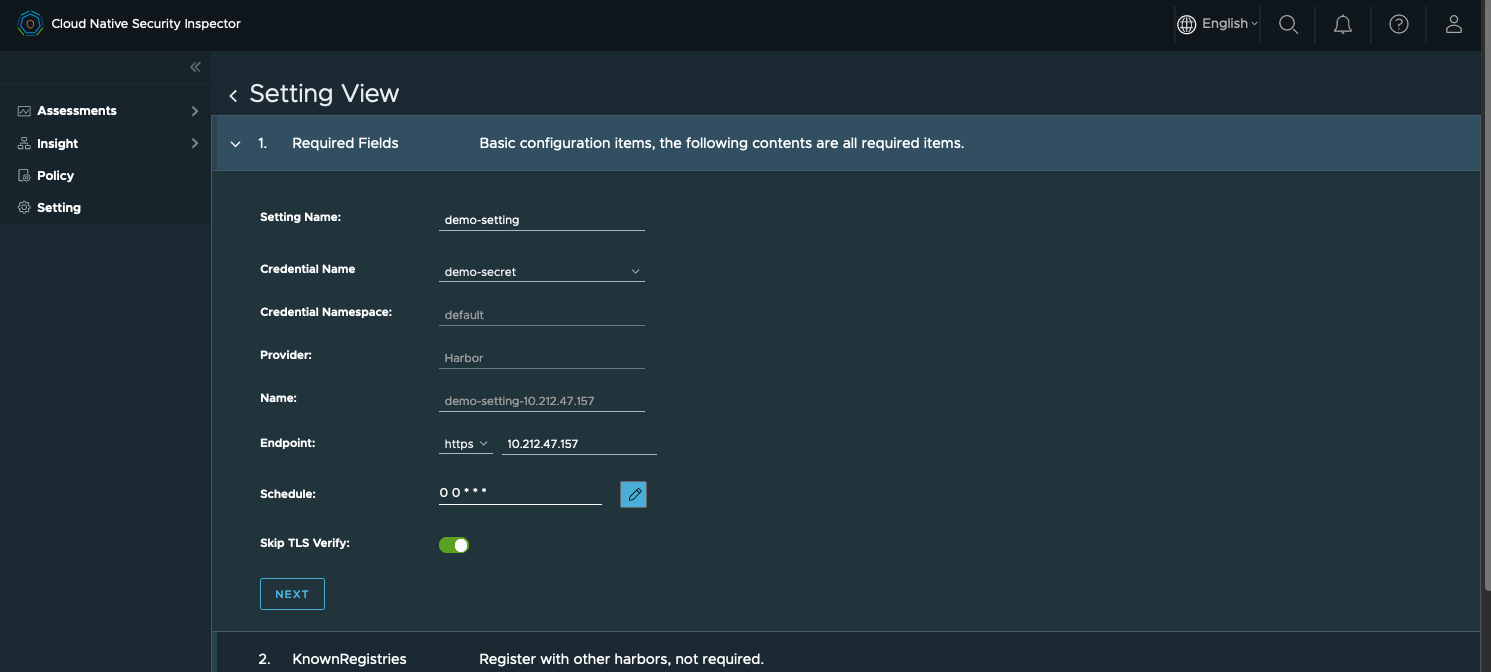 Cloud Native Security Inspector
English
Assessments
Insight
Policy
Setting
Setting View
1. Required Fields Basic configuration items, the following contents are all required items.
Setting Name: demo-setting
Credential Name demo-secret
Credential Namespace: default
Provider: Harbor
Name: demo-setting-10.212.47.157
Endpoint: https 10.212.47.157
Schedule: 0 0 * * *
Skip TLS Verify:
NEXT
2. KnownRegistries Register with other harbors, not required.